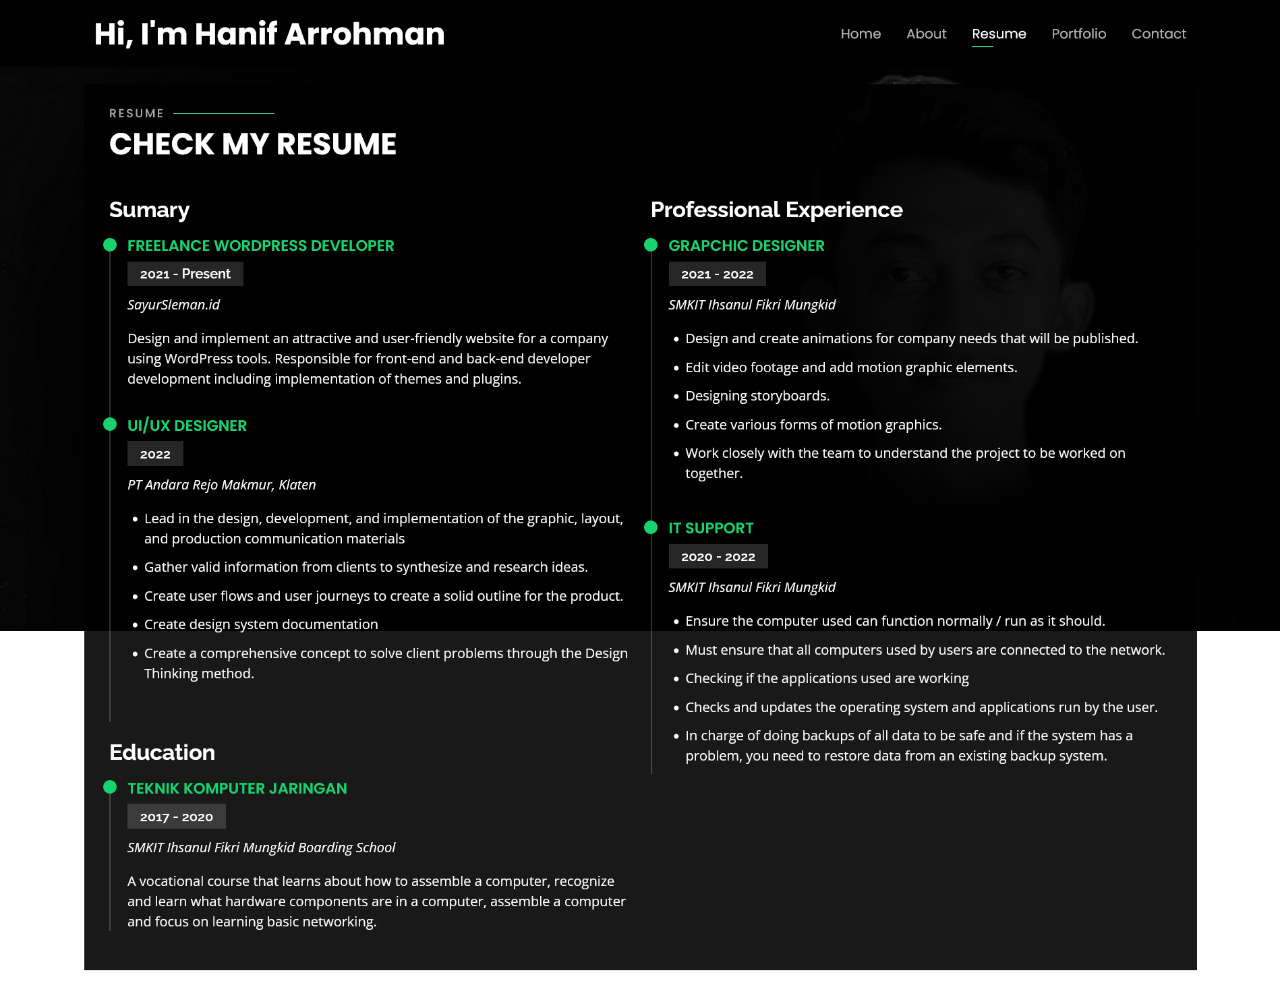 Hi, I'm Hanif Arrohman
Home About Resume Portfolio Contact
RESUME
CHECK MY RESUME
Sumary
FREELANCE WORDPRESS DEVELOPER
2021 - Present
SayurSleman.id
Design and implement an attractive and user-friendly website for a company
using WordPress tools. Responsible for front-end and back-end developer
development including implementation of themes and plugins.
UI/UX DESIGNER
2022
PT Andara Rejo Makmur, Klaten
• Lead in the design, development, and implementation of the graphic, layout,
and production communication materials
• Gather valid information from clients to synthesize and research ideas.
• Create user flows and user journeys to create a solid outline for the product.
• Create design system documentation
• Create a comprehensive concept to solve client problems through the Design
Thinking method.
Education
TEKNIK KOMPUTER JARINGAN
2017 - 2020
SMKIT Ihsanul Fikri Mungkid Boarding School
A vocational course that learns about how to assemble a computer, recognize
and learn what hardware components are in a computer, assemble a computer
and focus on learning basic networking.
Professional Experience
GRAPCHIC DESIGNER
2021 - 2022
SMKIT Ihsanul Fikri Mungkid
• Design and create animations for company needs that will be published.
• Edit video footage and add motion graphic elements.
• Designing storyboards.
• Create various forms of motion graphics.
• Work closely with the team to understand the project to be worked on
together.
IT SUPPORT
2020 - 2022
SMKIT Ihsanul Fikri Mungkid
• Ensure the computer used can function normally / run as it should.
• Must ensure that all computers used by users are connected to the network.
• Checking if the applications used are working
• Checks and updates the operating system and applications run by the user.
• In charge of doing backups of all data to be safe and if the system has a
problem, you need to restore data from an existing backup system.